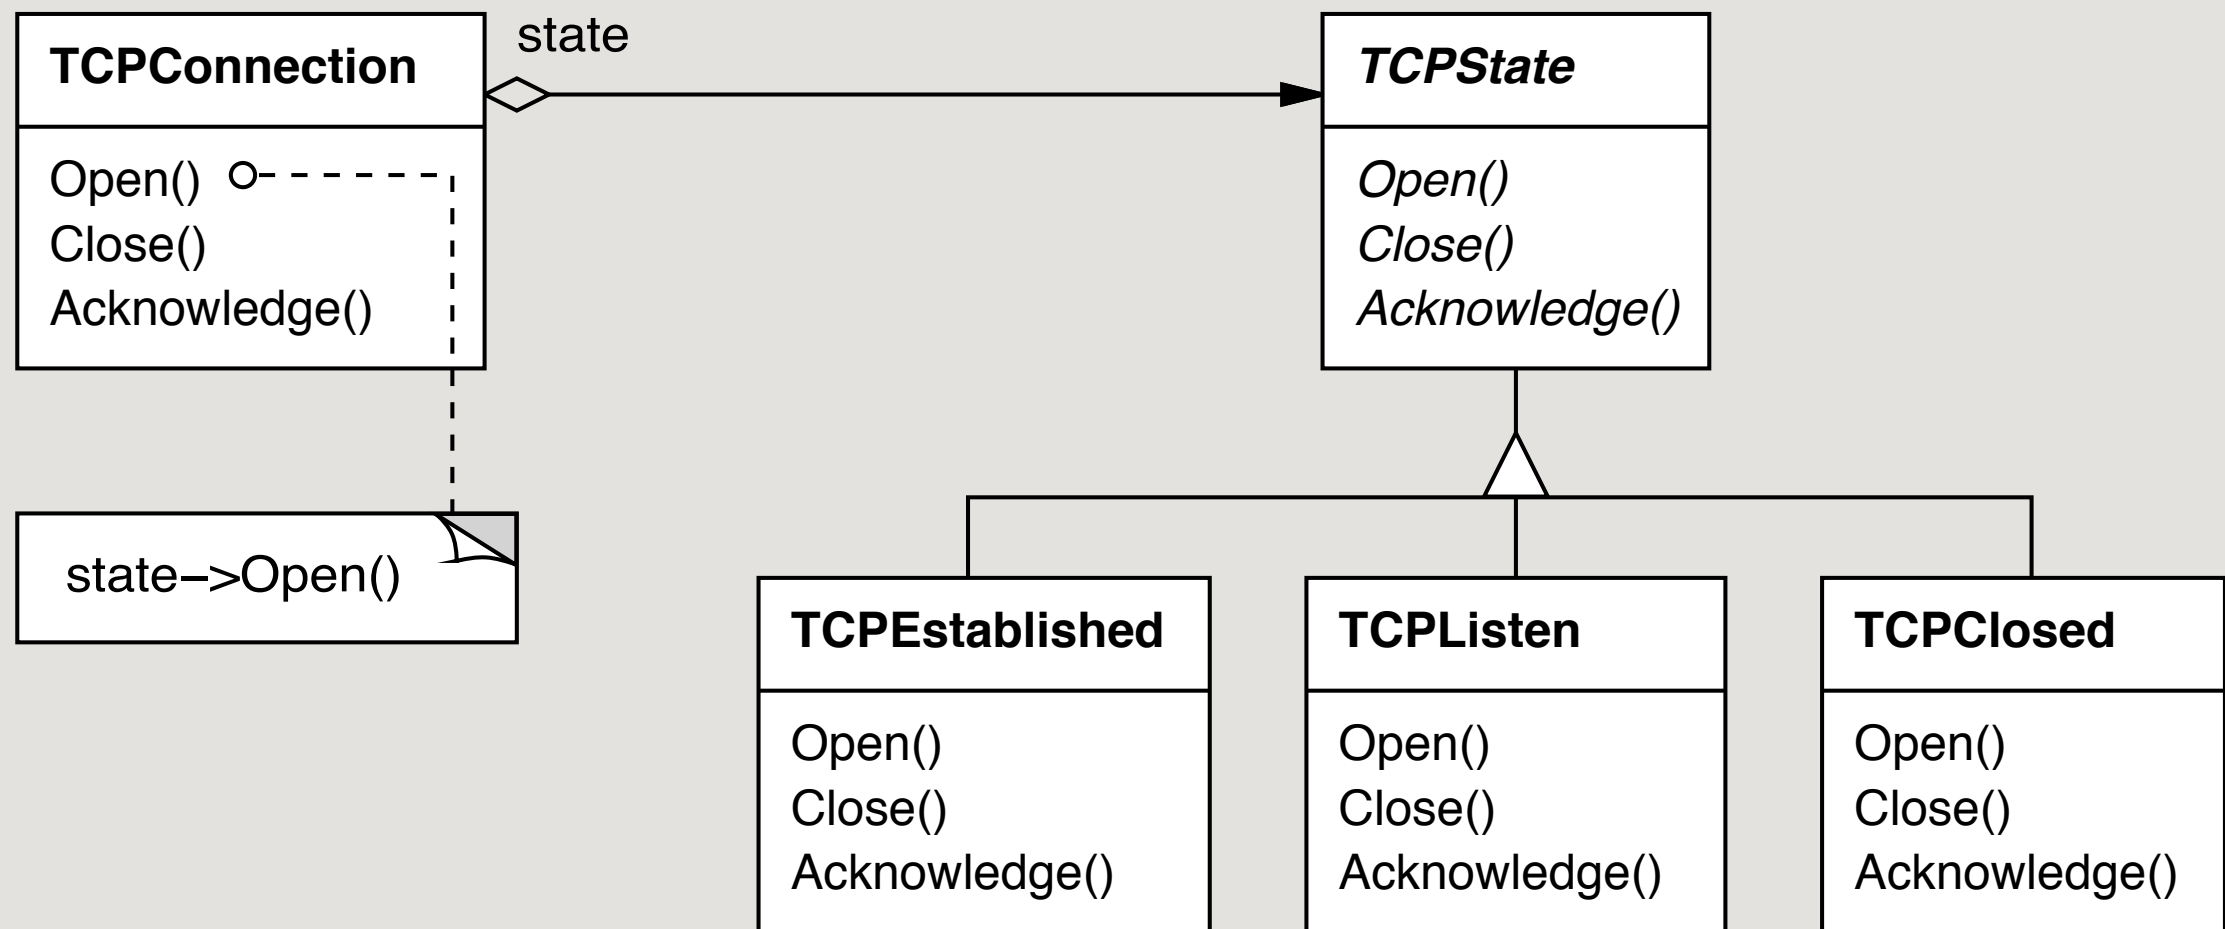 TCPConnection
Open()
Close()
Acknowledge()
state
TCPState
Open()
Close()
Acknowledge()
state->Open()
TCPEstablished
Open()
Close()
Acknowledge()
TCPListen
Open()
Close()
Acknowledge()
TCPClosed
Open()
Close()
Acknowledge()